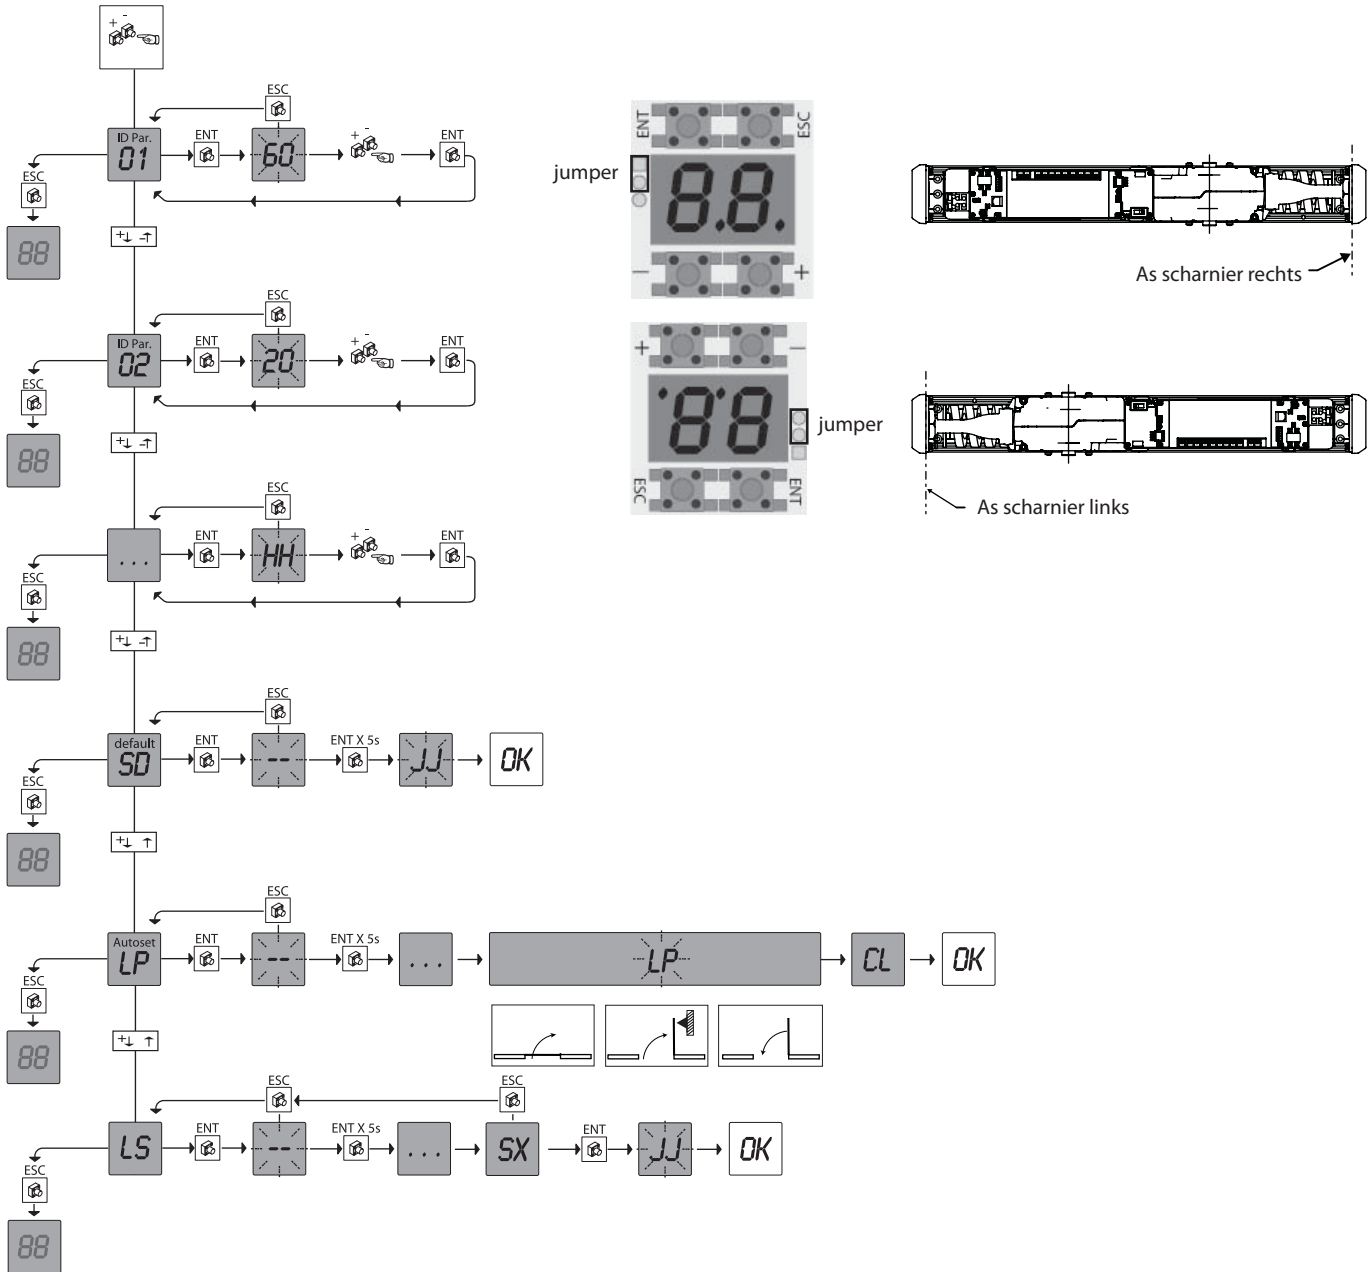 + -
ESC
ID Par.
01
ENT
60
+ -
ENT
ESC
88
+ -
ESC
ID Par.
02
ENT
20
+ -
ENT
ESC
88
+ -
ESC
...
ENT
HH
+ -
ENT
ESC
88
+ -
ESC
default
SD
ENT
--
ENT X 5s
JJ
OK
ESC
88
+
ESC
Autoset
LP
ENT
--
ENT X 5s
...
LP
CL
OK
ESC
88
+
ESC
ESC
LS
ENT
--
ENT X 5s
...
SX
ENT
JJ
OK
ESC
88
ENT
ESC
jumper
8.8.
- +
+ -
8.8.
jumper
ESC
ENT
As scharnier rechts
As scharnier links